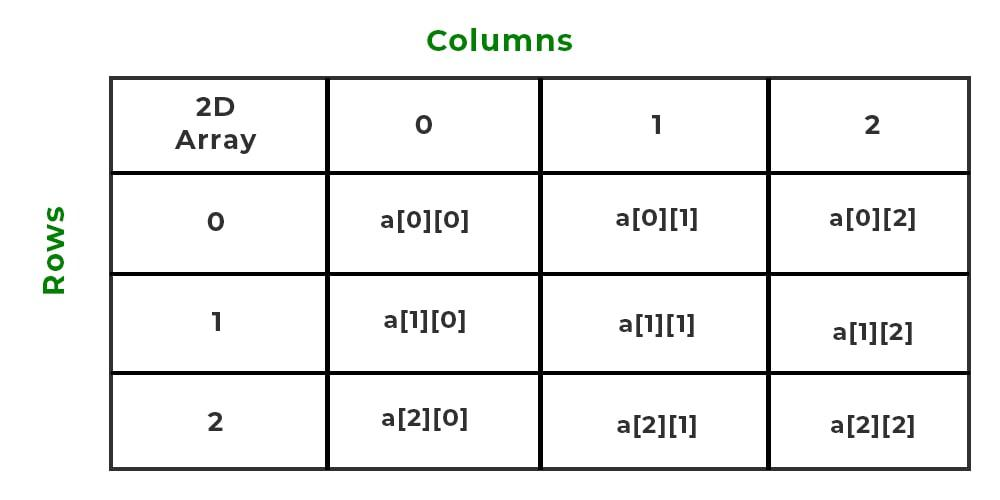 Columns
2D
Array
0
1
2
Rows
0
a[0][0]
a[0][1]
a[0][2]
1
a[1][0]
a[1][1]
a[1][2]
2
a[2][0]
a[2][1]
a[2][2]